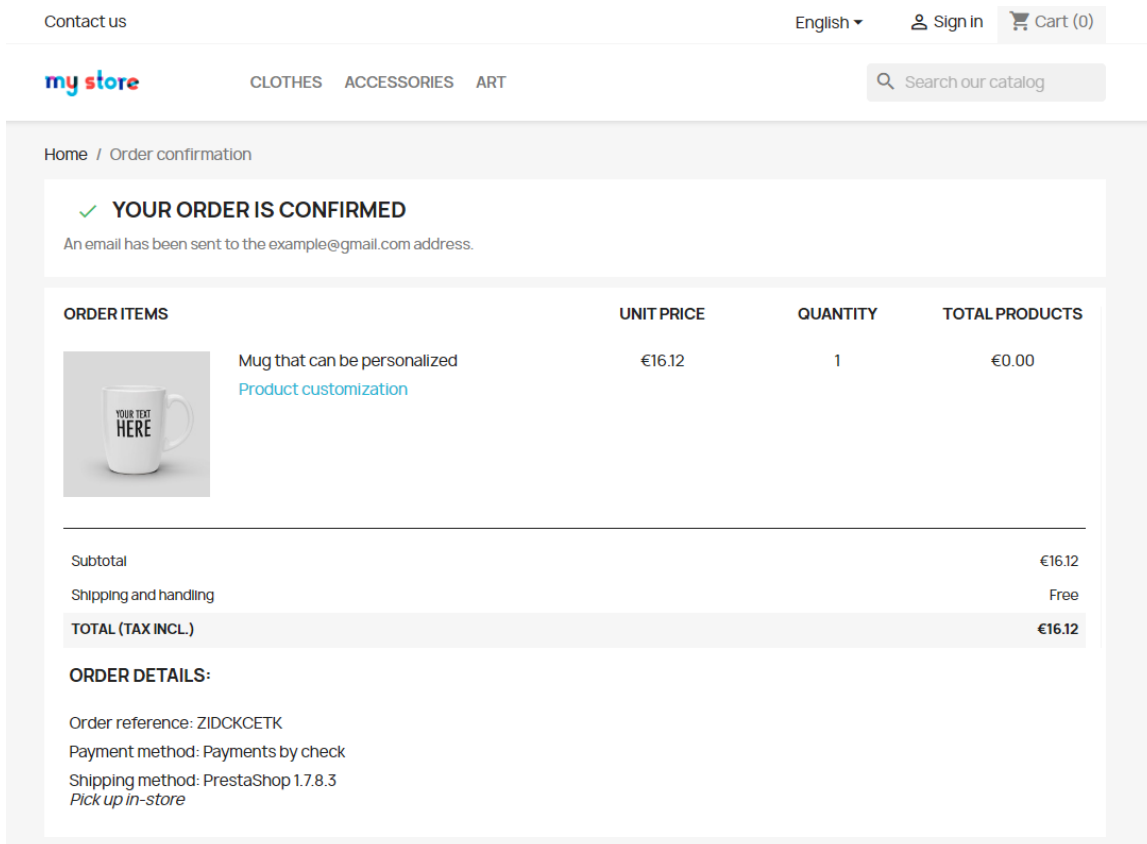 Contact us English Sign in Cart (0)
my store CLOTHES ACCESSORIES ART Search our catalog
Home / Order confirmation
YOUR ORDER IS CONFIRMED
An email has been sent to the example@gmail.com address.
ORDER ITEMS UNIT PRICE QUANTITY TOTAL PRODUCTS
Mug that can be personalized €16.12 1 €0.00
Product customization
YOUR TEXT
HERE
Subtotal €16.12
Shipping and handling Free
TOTAL (TAX INCL.) €16.12
ORDER DETAILS:
Order reference: ZIDCKCETK
Payment method: Payments by check
Shipping method: PrestaShop 1.7.8.3
Pick up in-store